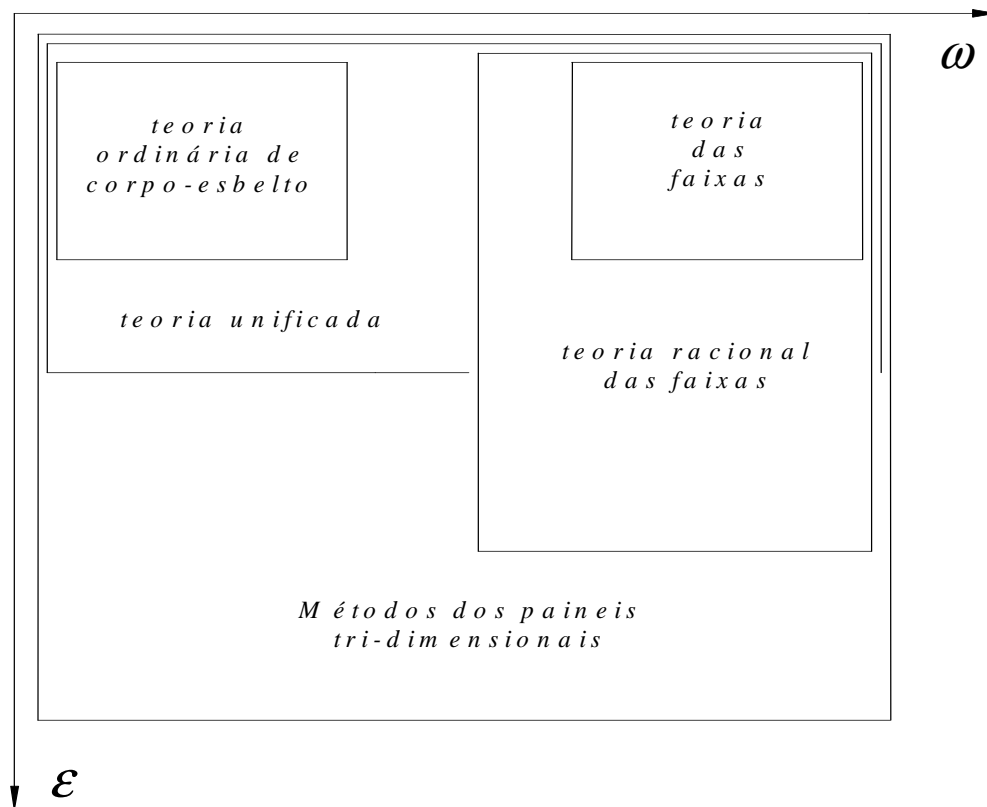 ω
teoria
ordinária de
corpo-esbelto
teoria
das
faixas
teoria unificada
teoria racional
das faixas
Métodos dos paineis
tri-dimensionais
ε